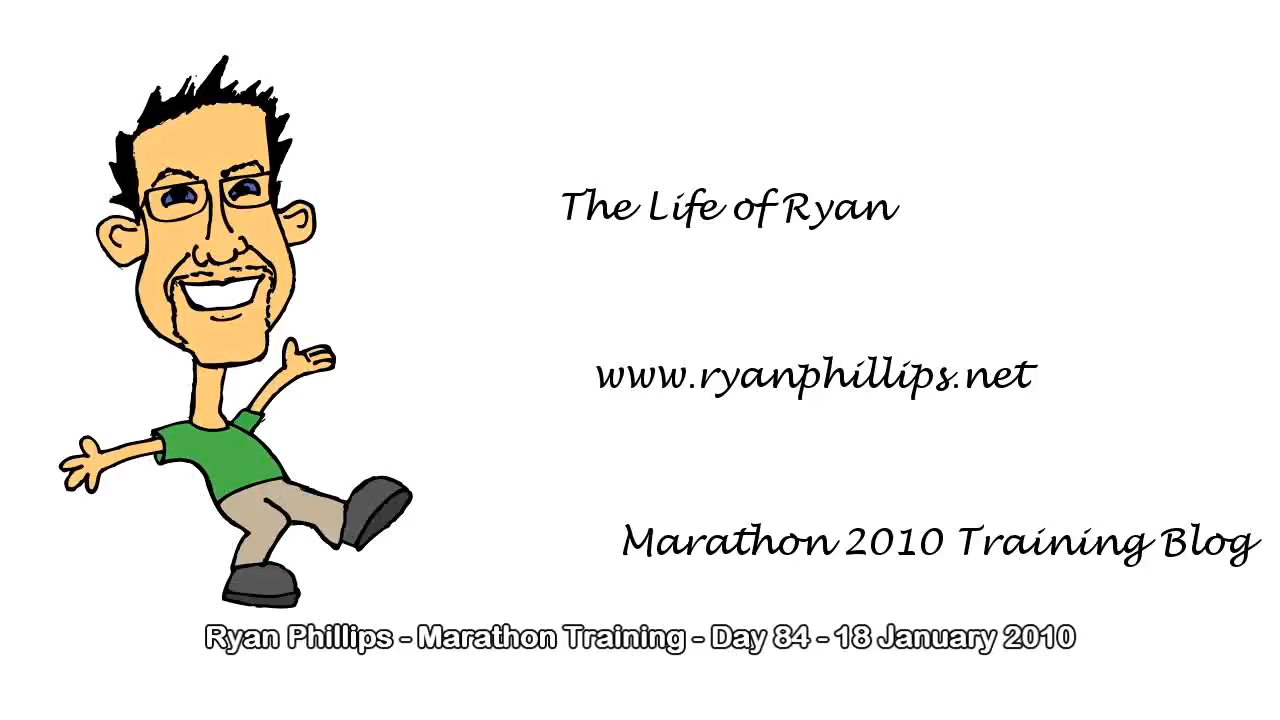 The Life of Ryan
www.ryanphillips.net
Marathon 2010 Training Blog
Ryan Phillips - Marathon Training - Day 84 - 18 January 2010